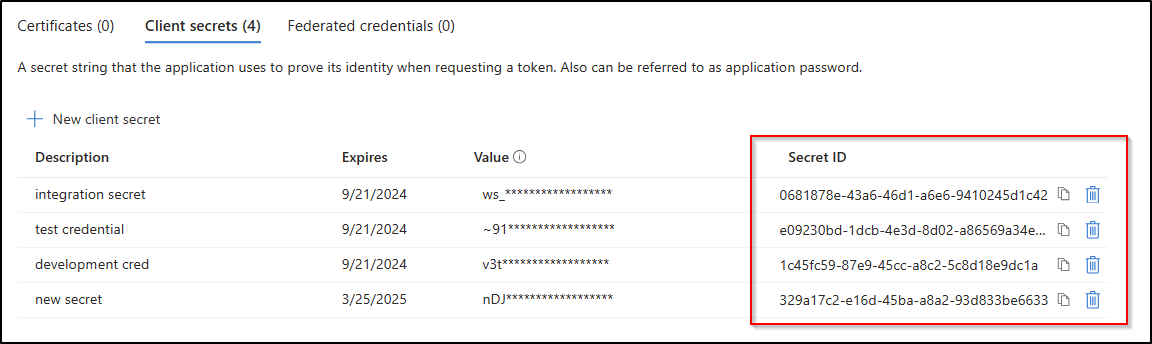 Certificates (0) Client secrets (4) Federated credentials (0)
A secret string that the application uses to prove its identity when requesting a token. Also can be referred to as application password.
New client secret
Description Expires Value Secret ID
integration secret 9/21/2024 ws_****************** 0681878e-43a6-46d1-a6e6-9410245d1c42
test credential 9/21/2024 ~91****************** e09230bd-1dcb-4e3d-8d02-a86569a34e...
development cred 9/21/2024 v3t****************** 1c45fc59-87e9-45cc-a8c2-5c8d18e9dc1a
new secret 3/25/2025 nDJ****************** 329a17c2-e16d-45ba-a8a2-93d833be6633